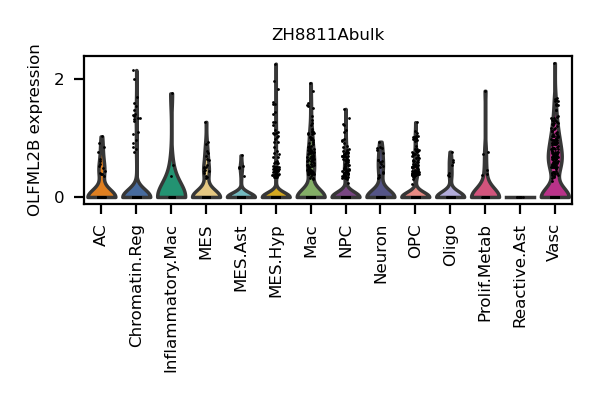 ZH8811Abulk
OLFML2B expression
2
0
AC
Chromatin.Reg
Inflammatory.Mac
MES
MES.Ast
MES.Hyp
Mac
NPC
Neuron
OPC
Oligo
Prolif.Metab
Reactive.Ast
Vasc